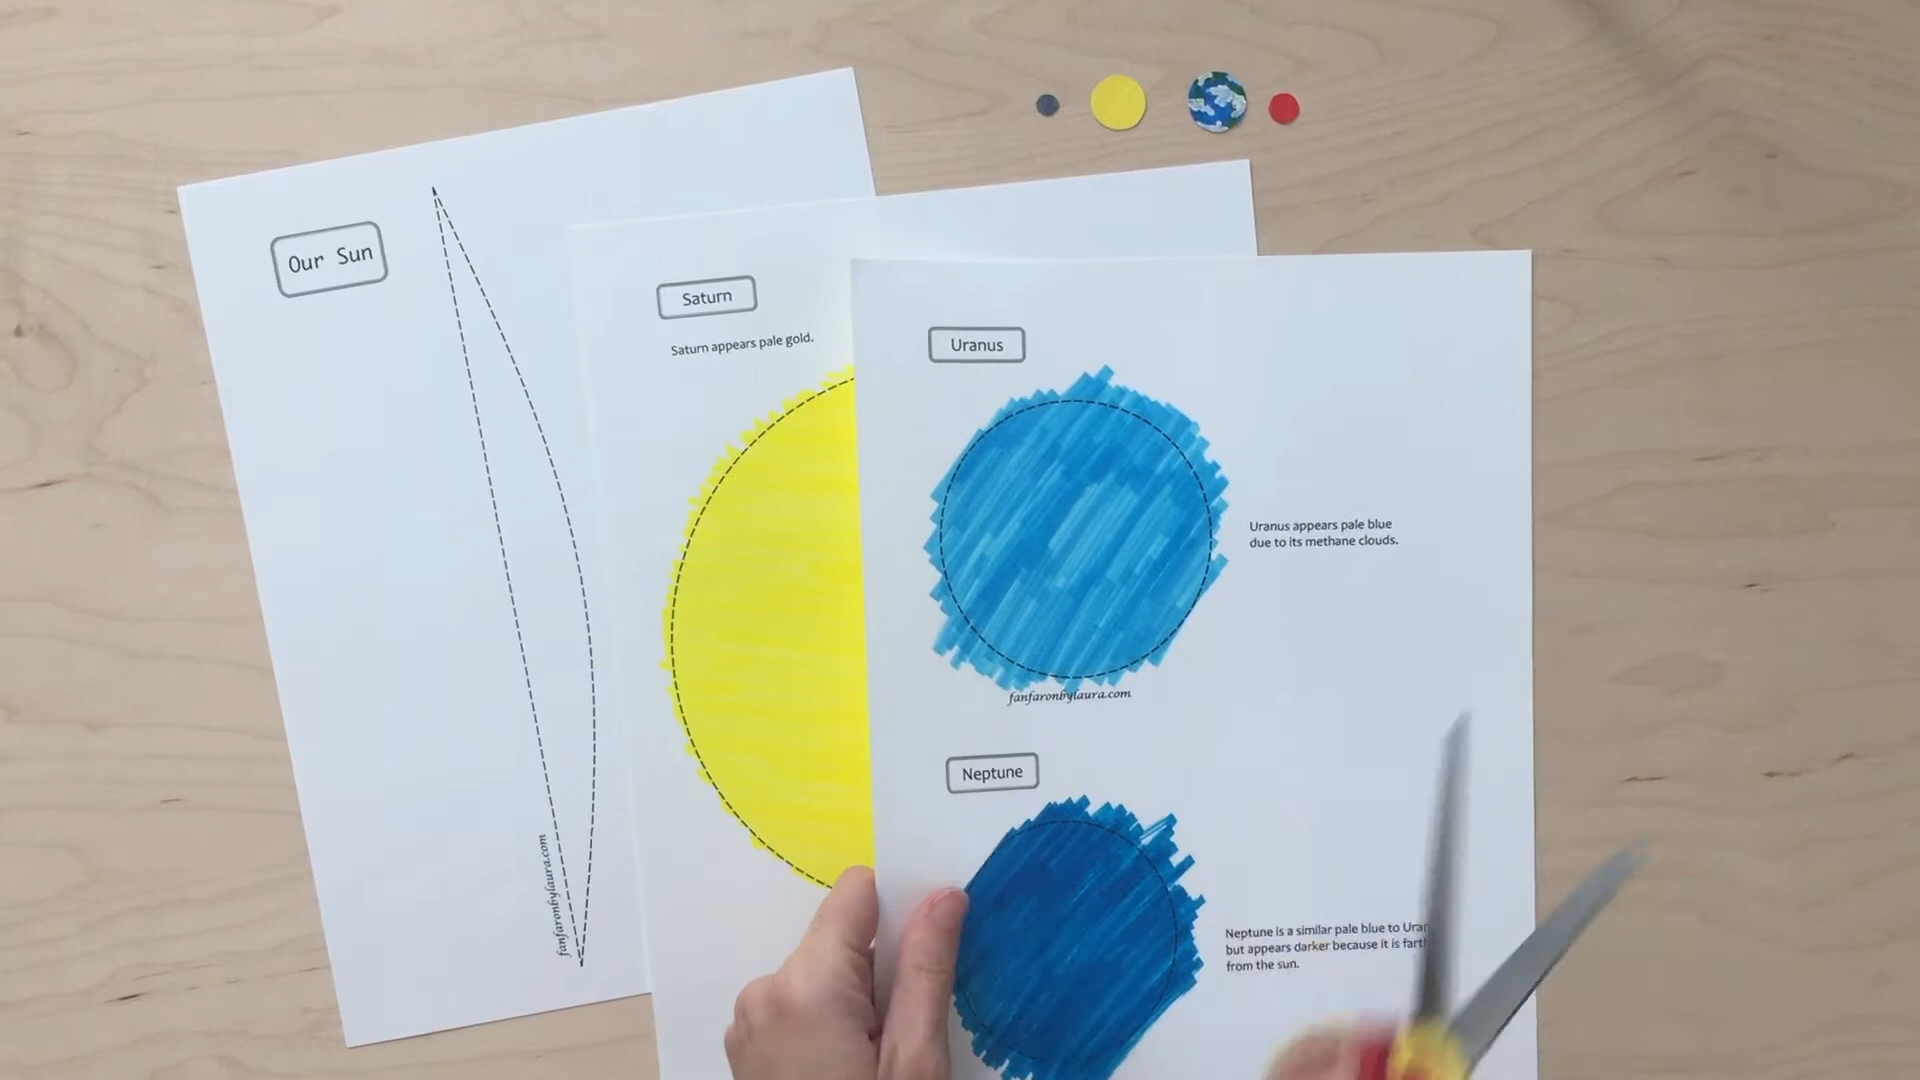 Our Sun
fanfaronbylaura.com
Saturn
Saturn appears pale gold.
Uranus
Uranus appears pale blue
due to its methane clouds.
fanfaronbylaura.com
Neptune
Neptune is a similar pale blue to
but appears darker because it is
from the sun.